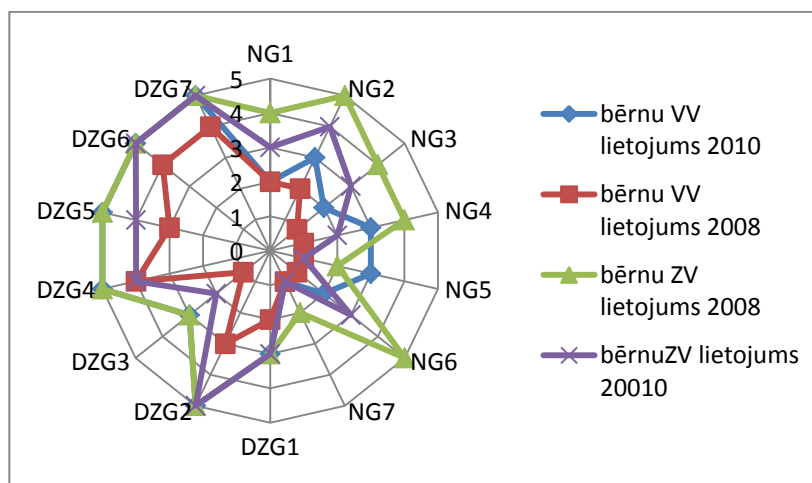 NG1
NG2
NG3
NG4
NG5
NG6
NG7
DZG1
DZG2
DZG3
DZG4
DZG5
DZG6
DZG7
5
4
3
2
1
0
bērnu VV
lietojums 2010
bērnu VV
lietojums 2008
bērnu ZV
lietojums 2008
bērnuZV lietojums
20010